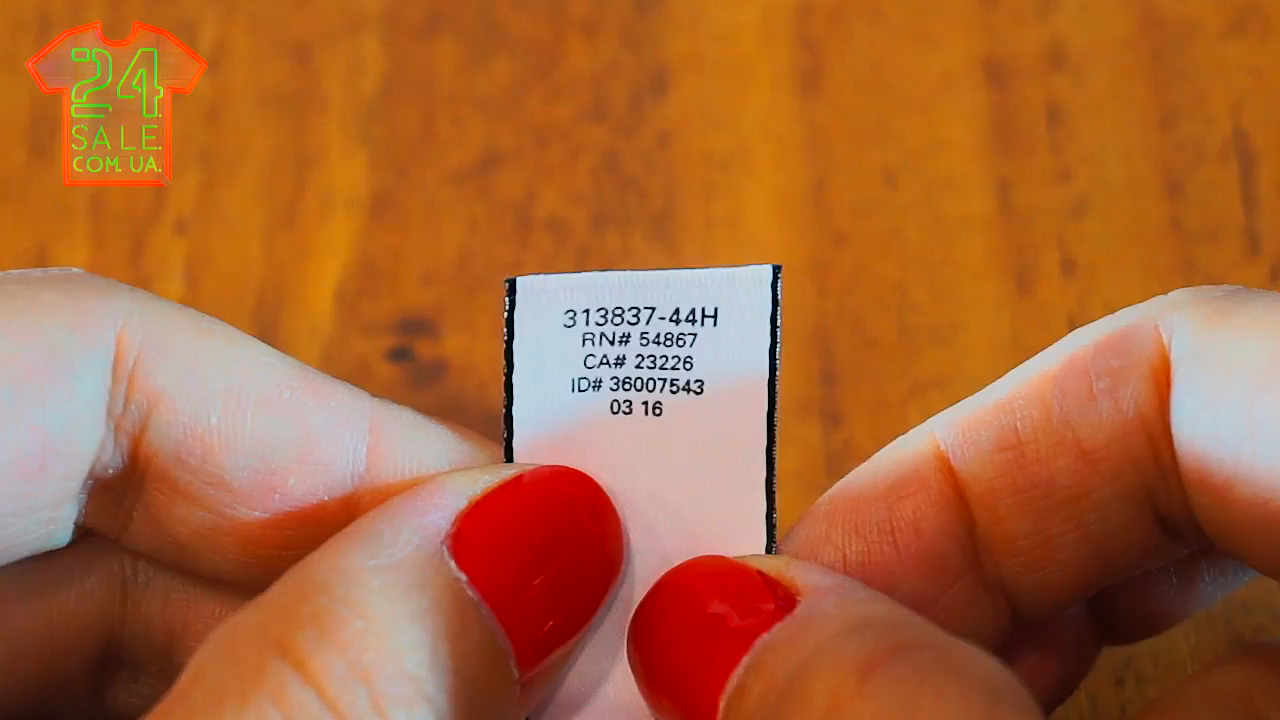 24
SALE.
COM. UA.
313837-44H
RN# 54867
CA# 23226
ID# 36007543
03 16